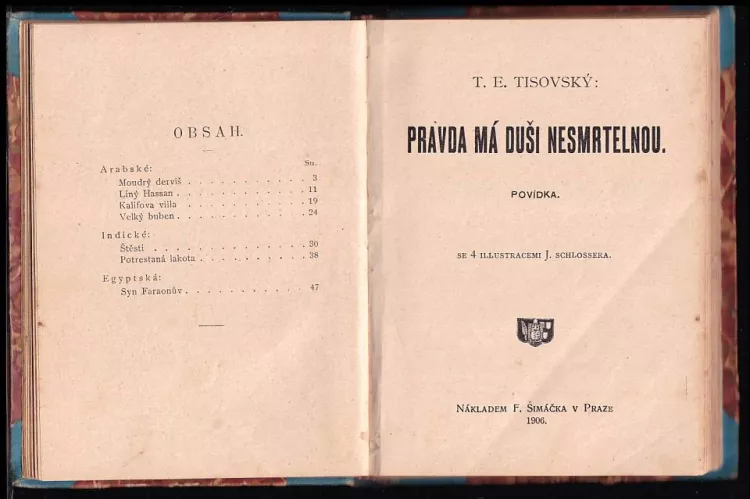 OBSAH.
Str.
Arabské:
Moudrý derviš . . . . . . . . . . . 3
Líný Hassan . . . . . . . . . . . . 11
Kalifova villa . . . . . . . . . . . 19
Velký buben . . . . . . . . . . . . 24
Indické:
Štěstí . . . . . . . . . . . . . . 30
Potrestaná lakota . . . . . . . . . . 38
Egyptská:
Syn Faraonův . . . . . . . . . . . 47
T. E. TISOVSKÝ:
PRAVDA MÁ DUŠI NESMRTELNOU.
POVÍDKA.
SE 4 ILLUSTRACEMI J. SCHLOSSERA.
NÁKLADEM F. ŠIMÁČKA V PRAZE
1906.